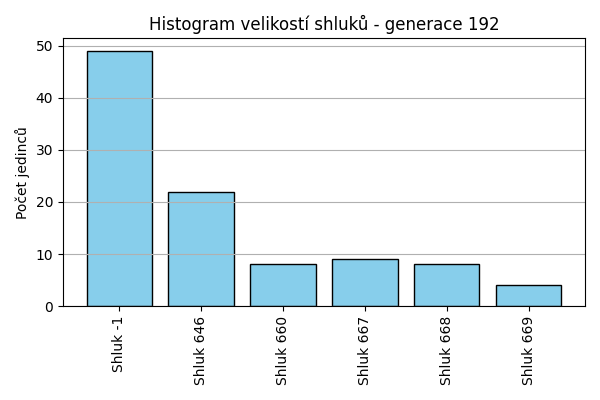 Histogram velikostí shluků - generace 192
Počet jedinců
50
40
30
20
10
0
Shluk -1
Shluk 646
Shluk 660
Shluk 667
Shluk 668
Shluk 669